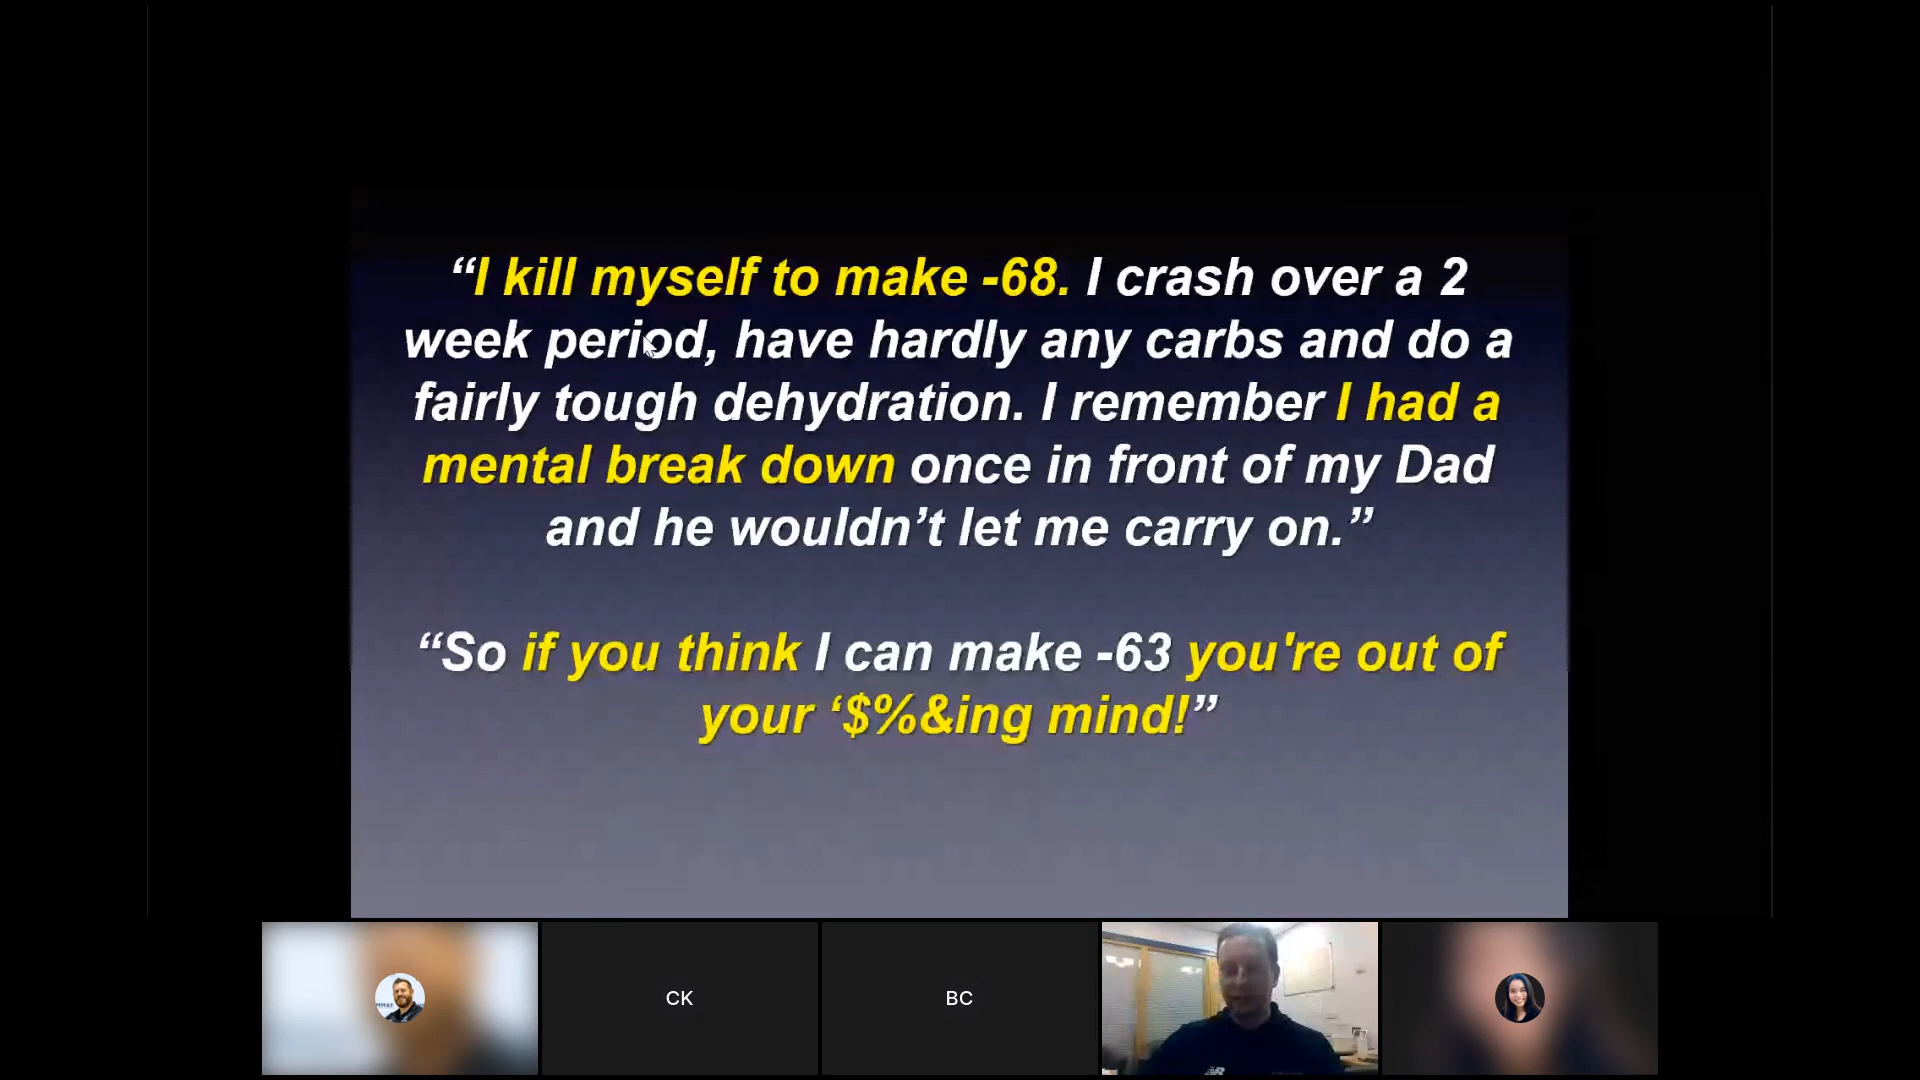 “I kill myself to make -68. I crash over a 2
week period, have hardly any carbs and do a
fairly tough dehydration. I remember I had a
mental break down once in front of my Dad
and he wouldn’t let me carry on.”
“So if you think I can make -63 you're out of
your ‘$%&ing mind!”
CK
BC